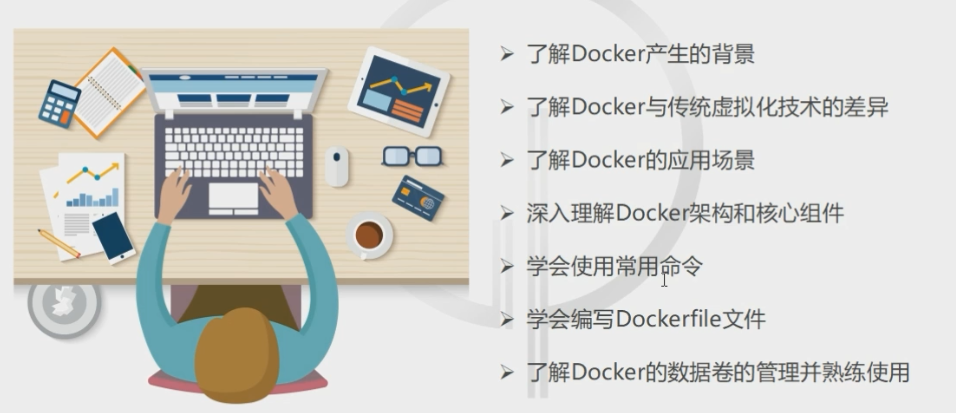 了解Docker产生的背景
了解Docker与传统虚拟化技术的差异
了解Docker的应用场景
深入理解Docker架构和核心组件
学会使用常用命令
学会编写Dockerfile文件
了解Docker的数据卷的管理并熟练使用